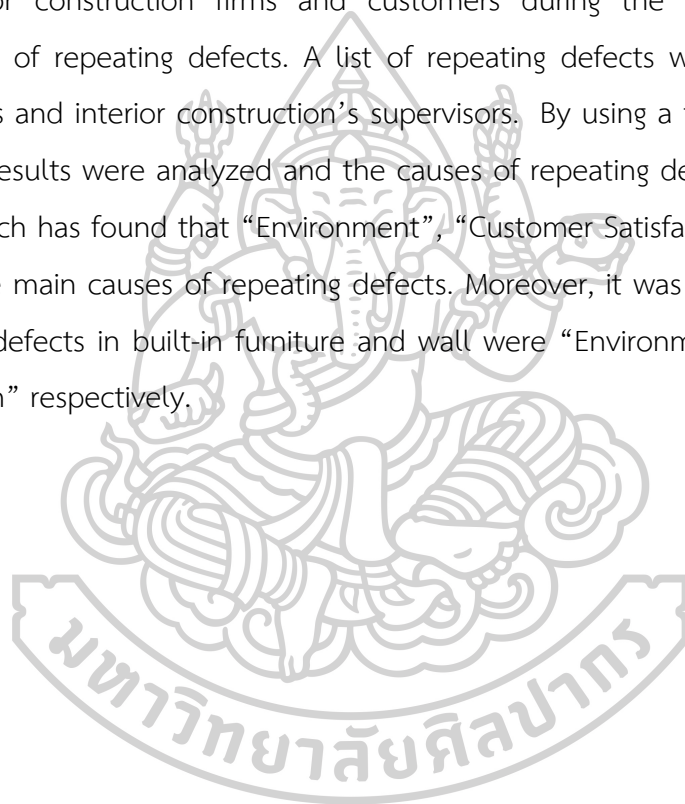 or construction firms and customers during the
of repeating defects. A list of repeating defects w
s and interior construction's supervisors. By using a
esults were analyzed and the causes of repeating de
ch has found that “Environment”, “Customer Satisfa
e main causes of repeating defects. Moreover, it was
defects in built-in furniture and wall were “Environm
n” respectively.
มหาวิทยาลัยศิลปากร